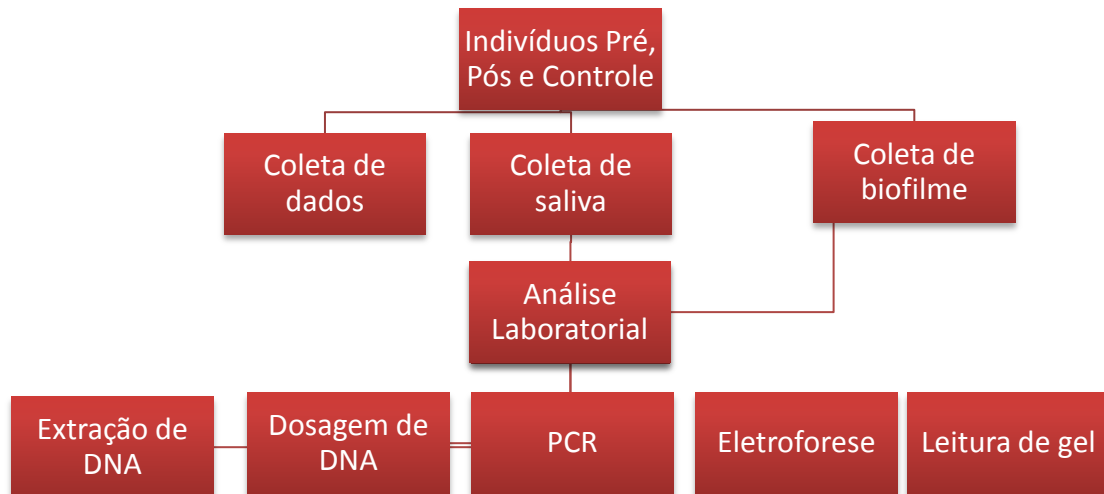 Indivíduos Pré,
Pós e Controle
Coleta de
dados
Coleta de
saliva
Coleta de
biofilme
Análise
Laboratorial
Extração de
DNA
Dosagem de
DNA
PCR
Eletroforese
Leitura de gel